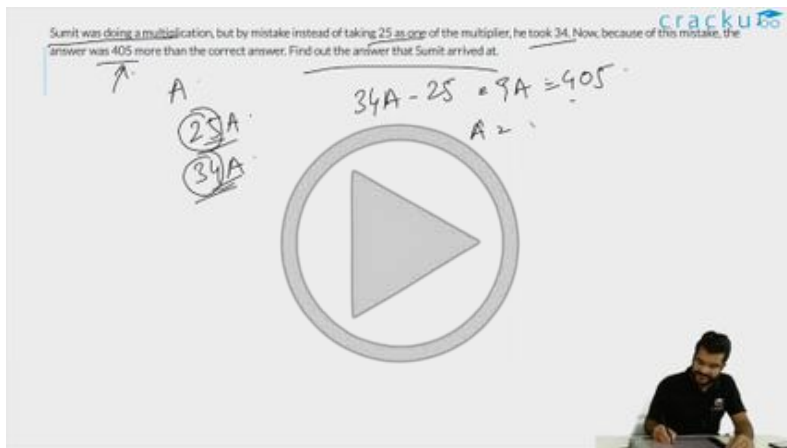 cracku
Sumit was doing a multiplication, but by mistake instead of taking 25 as one of the multiplier, he took 34. Now, because of this mistake, the
answer was 405 more than the correct answer. Find out the answer that Sumit arrived at.
A
25A
34A
34A - 25 = 9A = 405
A =